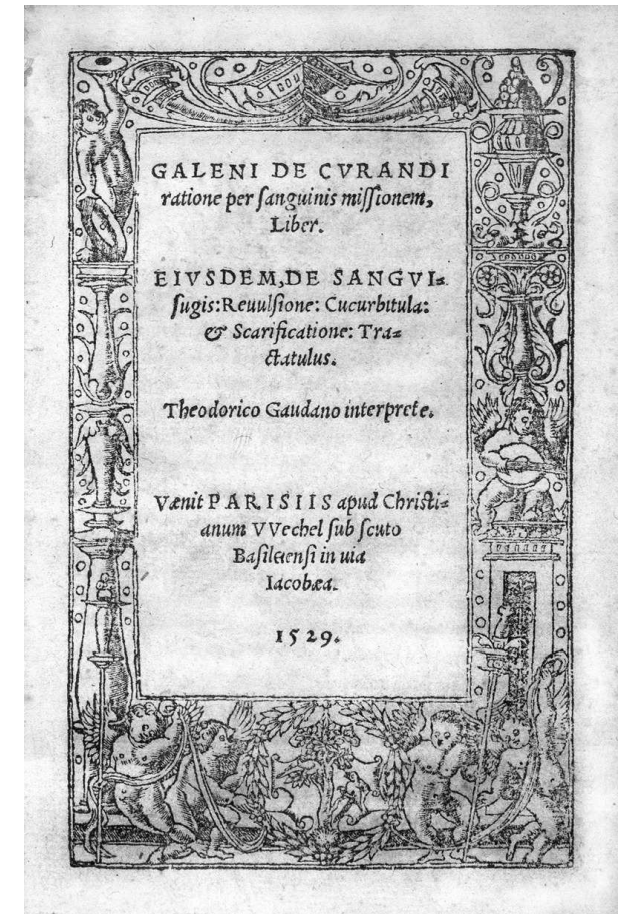 GALENI DE CVRANDI
ratione per sanguinis missionem,
Liber.
EIVSDEM, DE SANGVI⸗
sugis: Reuulsione: Cucurbitula:
& Scarificatione: Tra⸗
ctatulus.
Theodorico Gaudano interprete.
Vænit PARISIIS apud Christi⸗
anum VVechel sub scuto
Basileiensi in uia
Iacobæa.
1529.